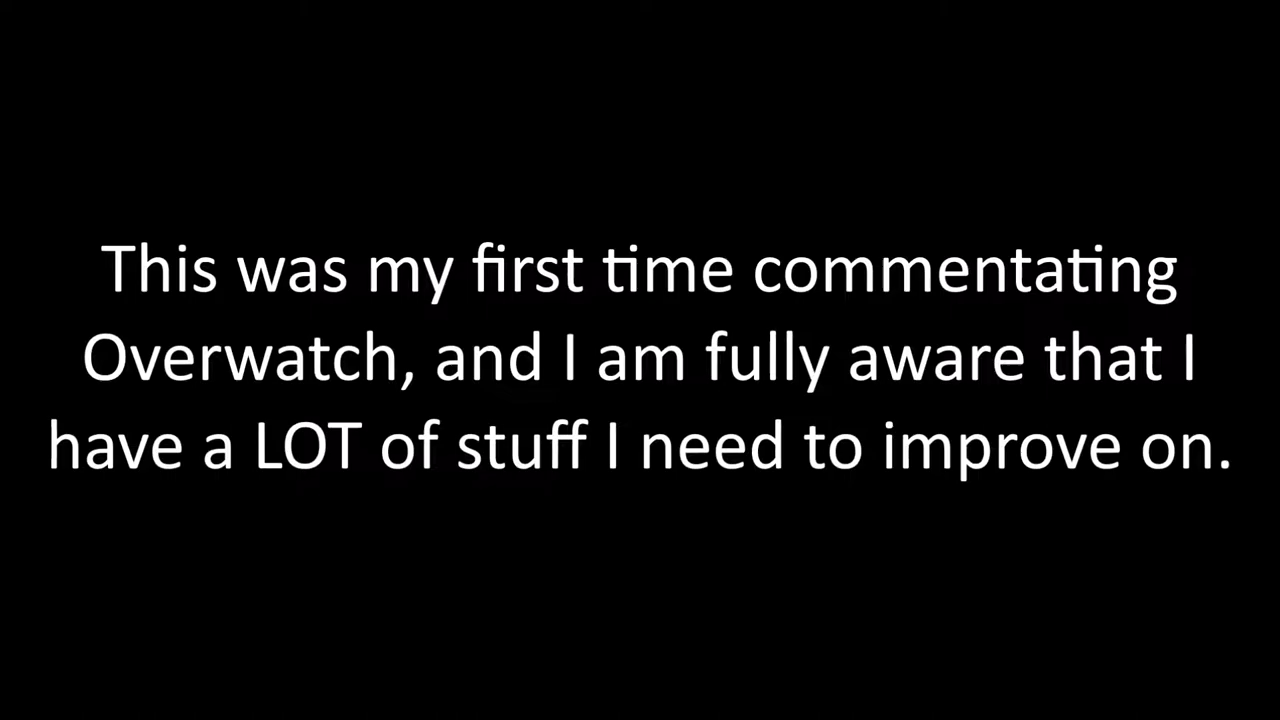 This was my first time commentating
Overwatch, and I am fully aware that I
have a LOT of stuff I need to improve on.